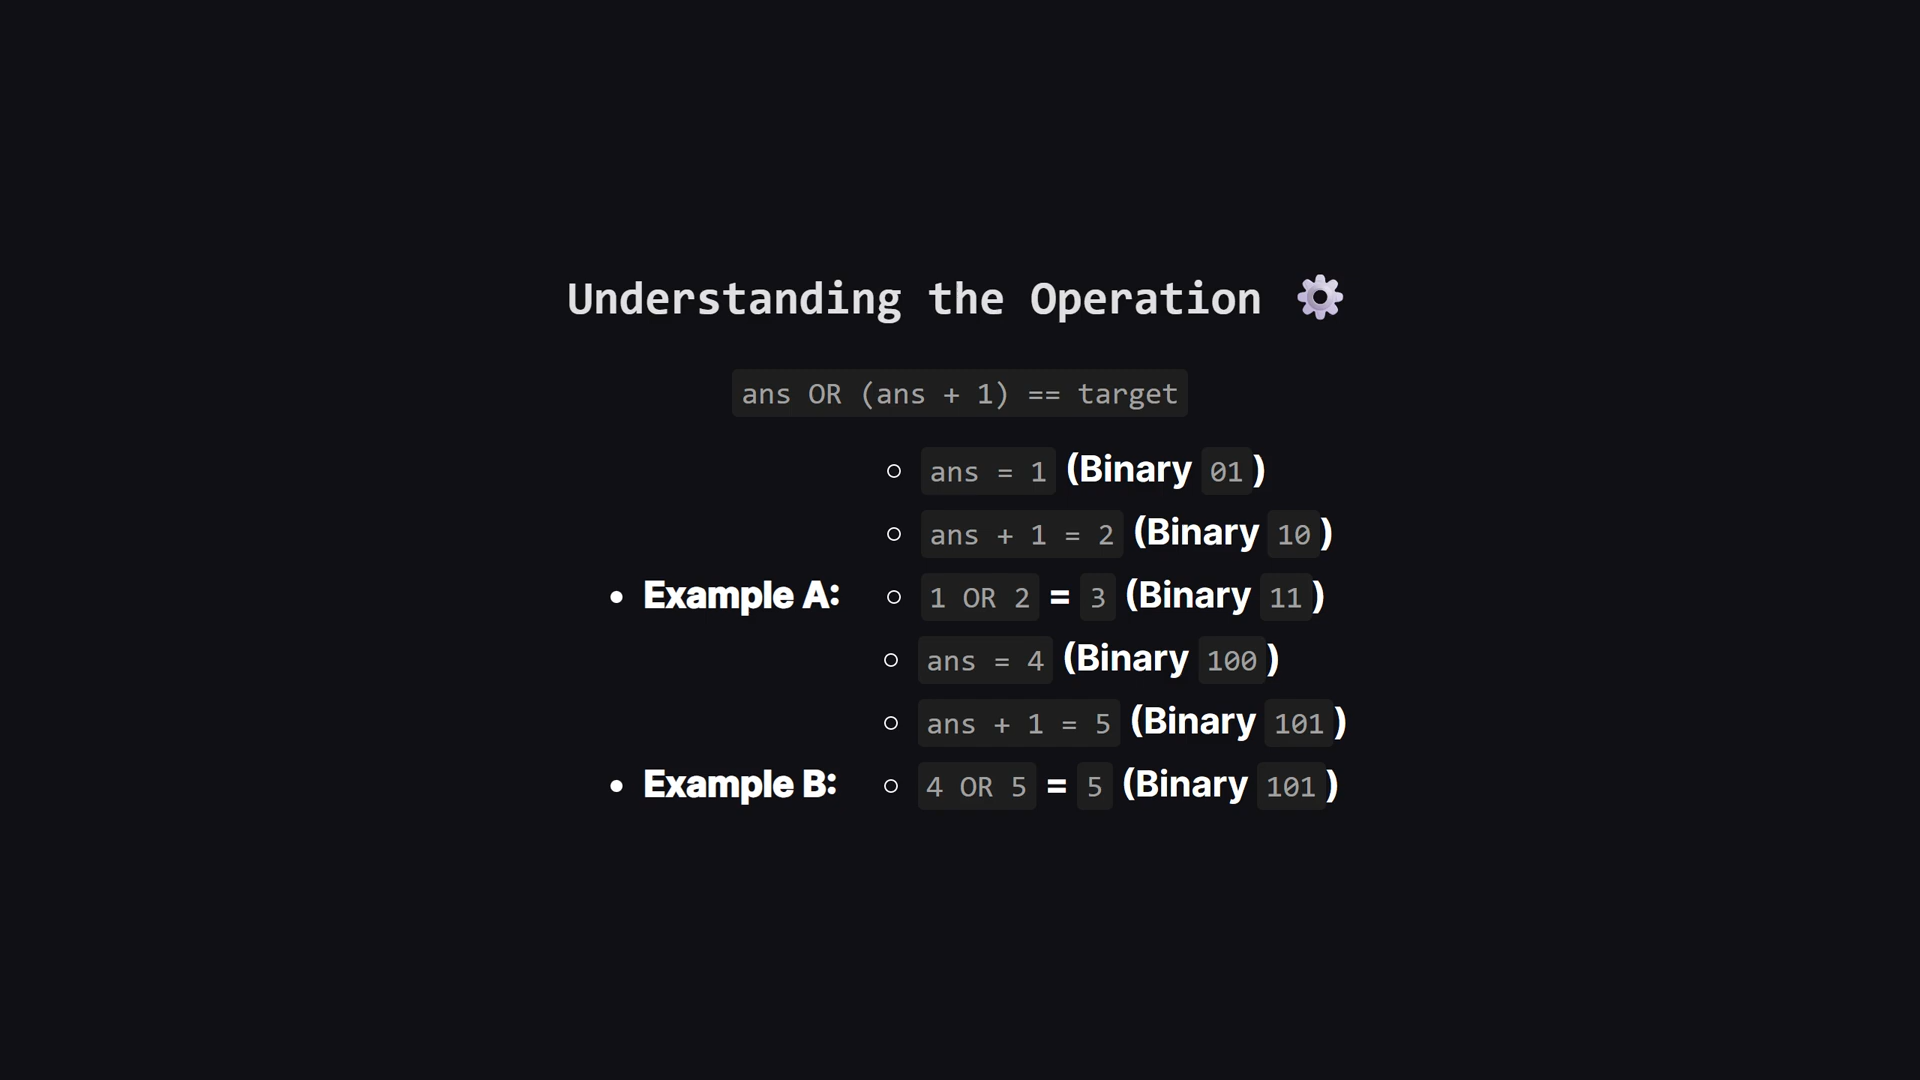 Understanding the Operation ⚙️
ans OR (ans + 1) == target
ans = 1 (Binary 01)
ans + 1 = 2 (Binary 10)
Example A: 1 OR 2 = 3 (Binary 11)
ans = 4 (Binary 100)
ans + 1 = 5 (Binary 101)
Example B: 4 OR 5 = 5 (Binary 101)